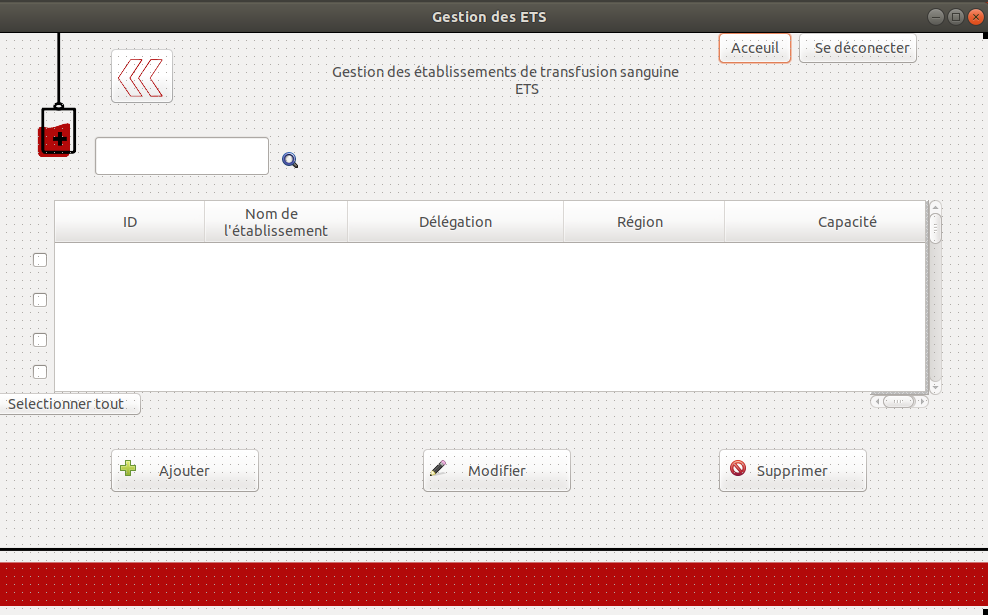 Gestion des ETS
Acceuil
Se déconecter
Gestion des établissements de transfusion sanguine
ETS
ID
Nom de
l'établissement
Délégation
Région
Capacité
Selectionner tout
Ajouter
Modifier
Supprimer